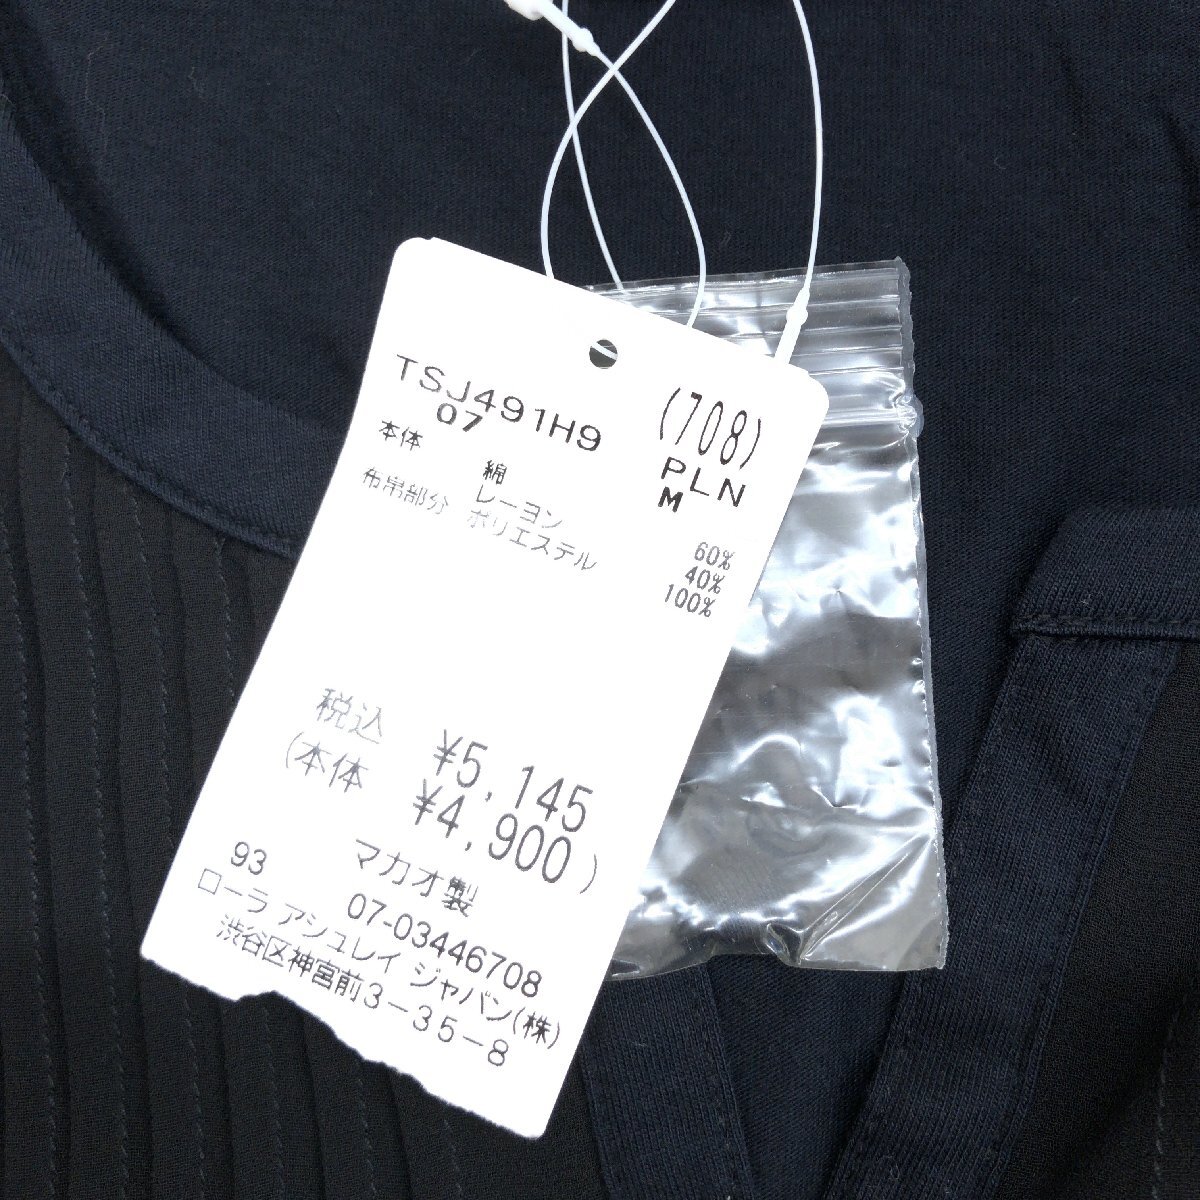 TSJ491H9 (708)
07 PLN
M
本体 綿 60%
レーヨン 40%
布帛部分 ポリエステル 100%
税込 ¥5,145
(本体 ¥4,900)
93 マカオ製
07-03446708
ローラ アシュレイ ジャパン(株)
渋谷区神宮前3-35-8